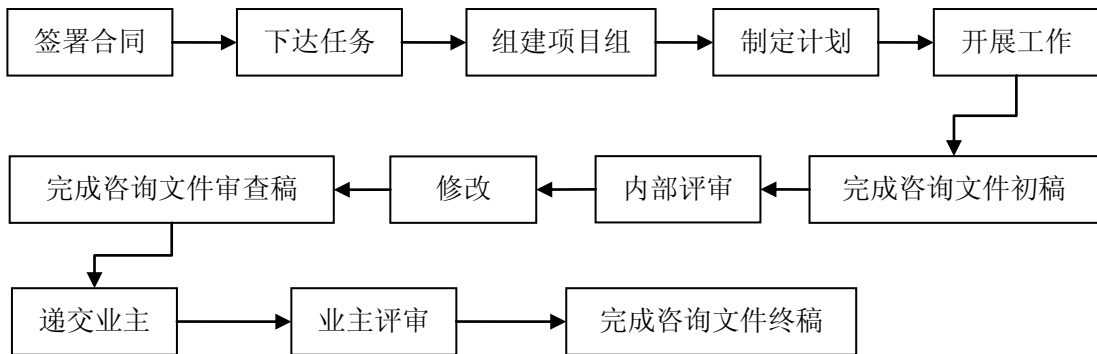 签署合同
下达任务
组建项目组
制定计划
开展工作
完成咨询文件初稿
内部评审
修改
完成咨询文件审查稿
递交业主
业主评审
完成咨询文件终稿